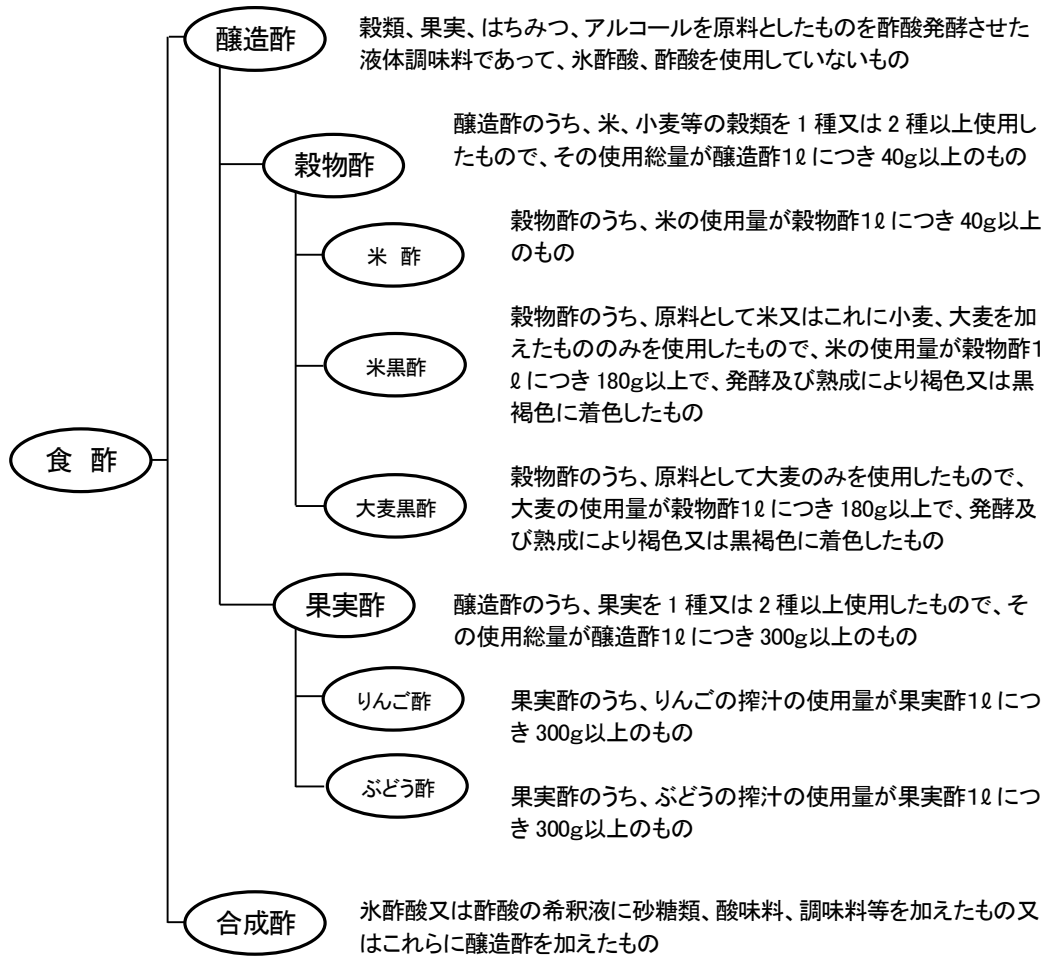 醸造酢
穀類、果実、はちみつ、アルコールを原料としたものを酢酸発酵させた
液体調味料であって、氷酢酸、酢酸を使用していないもの
穀物酢
醸造酢のうち、米、小麦等の穀類を 1 種又は 2 種以上使用し
たもので、その使用総量が醸造酢1ℓにつき 40g以上のもの
米 酢
穀物酢のうち、米の使用量が穀物酢1ℓにつき 40g以上
のもの
米黒酢
穀物酢のうち、原料として米又はこれに小麦、大麦を加
えたもののみを使用したもので、米の使用量が穀物酢1
ℓにつき 180g以上で、発酵及び熟成により褐色又は黒
褐色に着色したもの
食 酢
大麦黒酢
穀物酢のうち、原料として大麦のみを使用したもので、
大麦の使用量が穀物酢1ℓにつき 180g以上で、発酵及
び熟成により褐色又は黒褐色に着色したもの
果実酢
醸造酢のうち、果実を 1 種又は 2 種以上使用したもので、そ
の使用総量が醸造酢1ℓにつき 300g以上のもの
りんご酢
果実酢のうち、りんごの搾汁の使用量が果実酢1ℓにつ
き 300g以上のもの
ぶどう酢
果実酢のうち、ぶどうの搾汁の使用量が果実酢1ℓにつ
き 300g以上のもの
合成酢
氷酢酸又は酢酸の希釈液に砂糖類、酸味料、調味料等を加えたもの又
はこれらに醸造酢を加えたもの